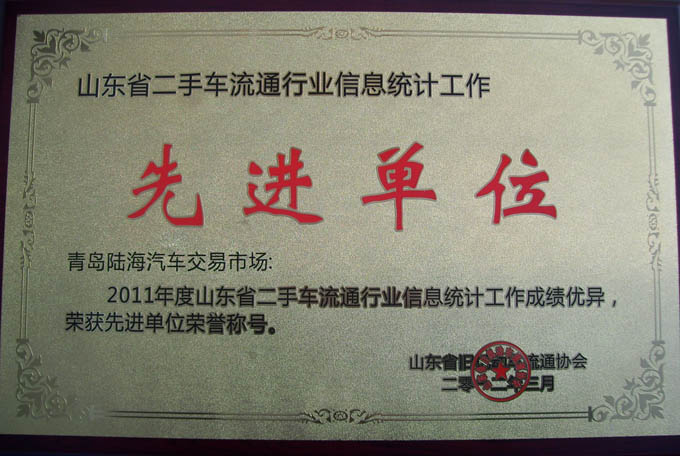 山东省二手车流通行业信息统计工作
先进单位
青岛陆海汽车交易市场:
2011年度山东省二手车流通行业信息统计工作成绩优异，
荣获先进单位荣誉称号。
山东省旧 流通协会
二零 二年三月